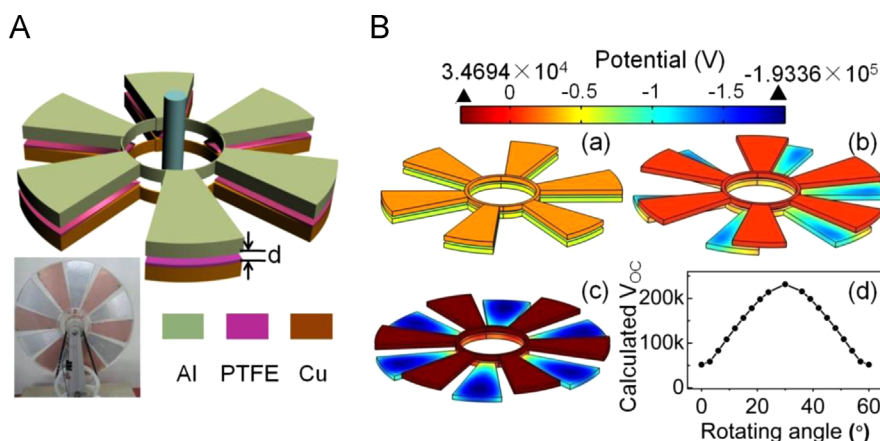 A
d
Al PTFE Cu
B
Potential (V)
3.4694×10⁴ 0 -0.5 -1 -1.5 -1.9336×10⁵
(a)
(b)
(c)
(d)
Calculated V_OC
200k
100k
0
0 20 40 60
Rotating angle (°)